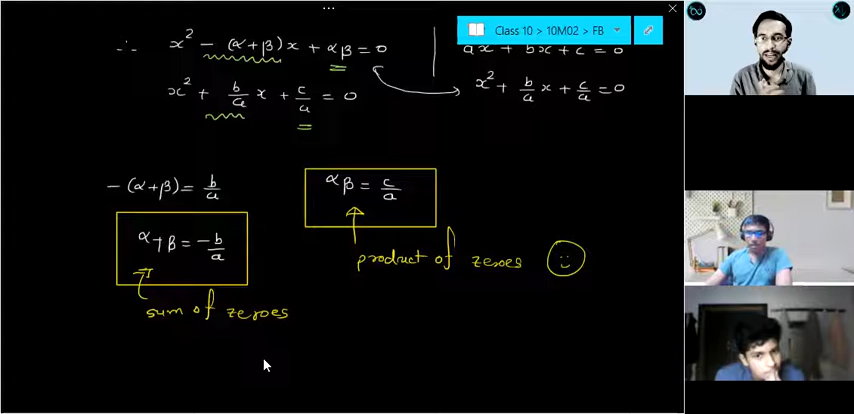 Class 10 > 10M02 > FB
∴ x² − (α+β)x + αβ = 0
ax² + bx + c = 0
x² + b/a x + c/a = 0
x² + b/a x + c/a = 0
−(α+β) = b/a
αβ = c/a
α+β = −b/a
product of zeroes
sum of zeroes